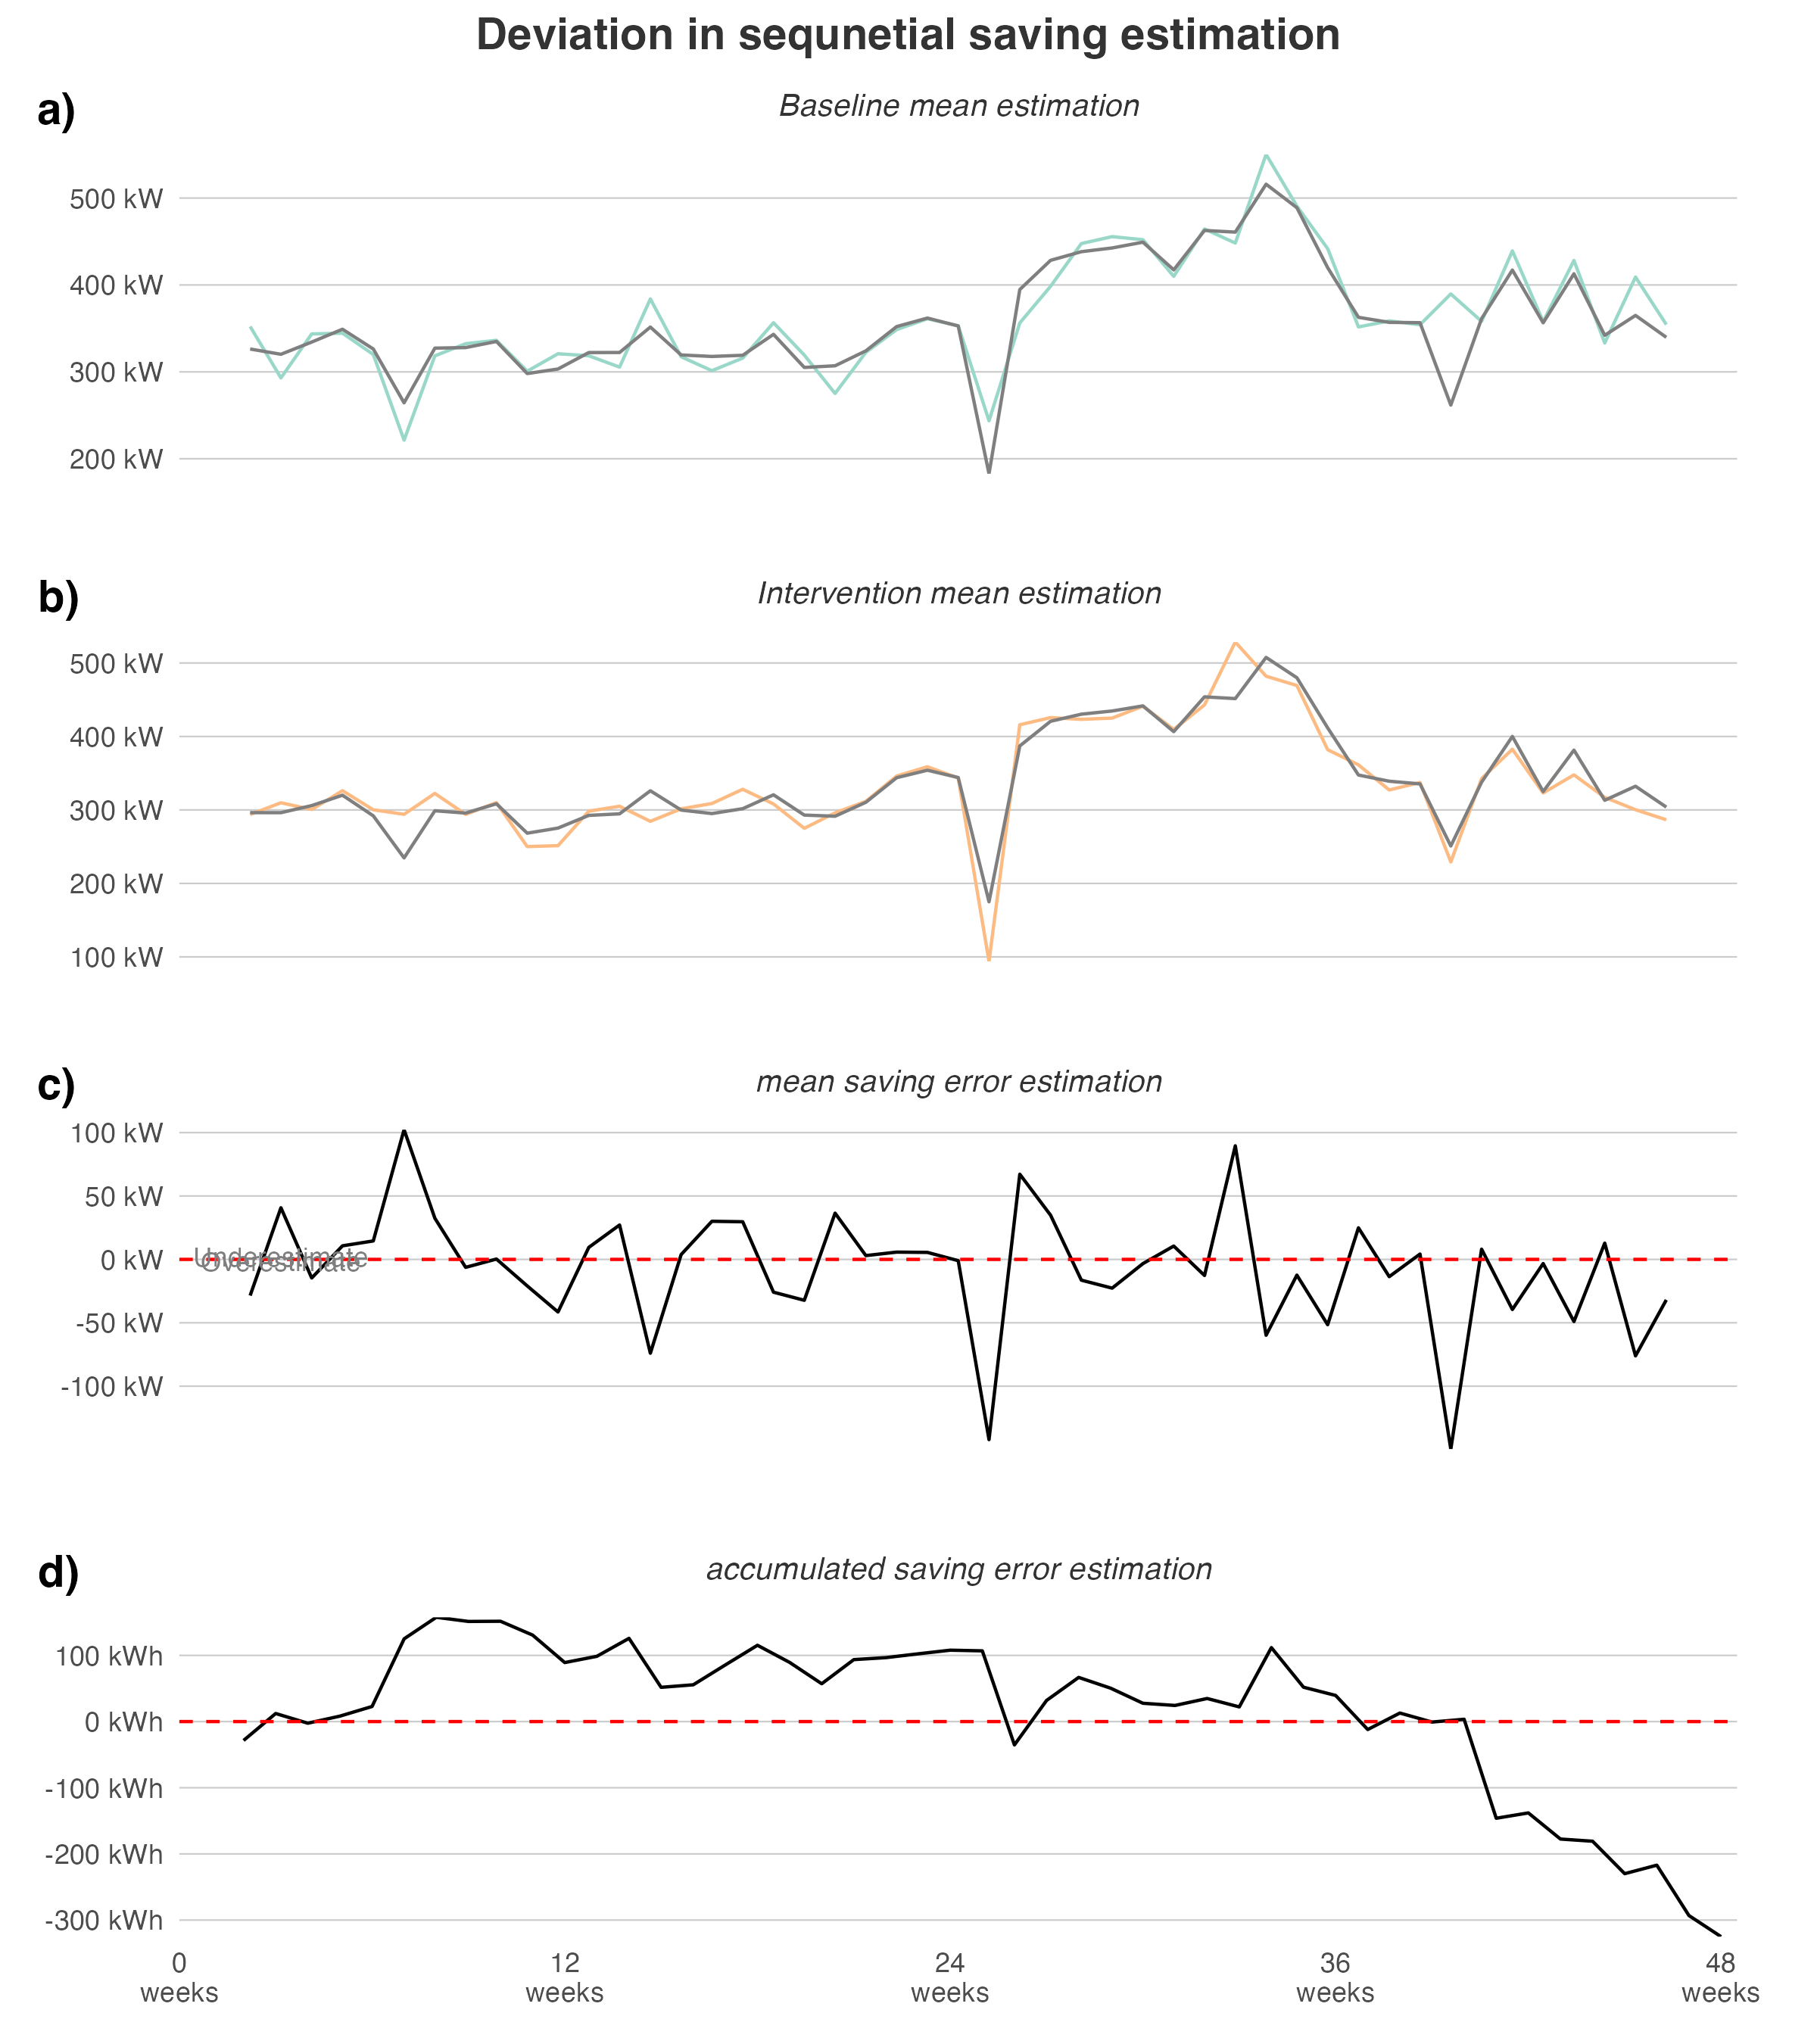 Deviation in sequnetial saving estimation
a)
Baseline mean estimation
500 kW
400 kW
300 kW
200 kW
b)
Intervention mean estimation
500 kW
400 kW
300 kW
200 kW
100 kW
c)
mean saving error estimation
100 kW
50 kW
0 kW
Underestimate
Overestimate
-50 kW
-100 kW
d)
accumulated saving error estimation
100 kWh
0 kWh
-100 kWh
-200 kWh
-300 kWh
0
weeks
12
weeks
24
weeks
36
weeks
48
weeks